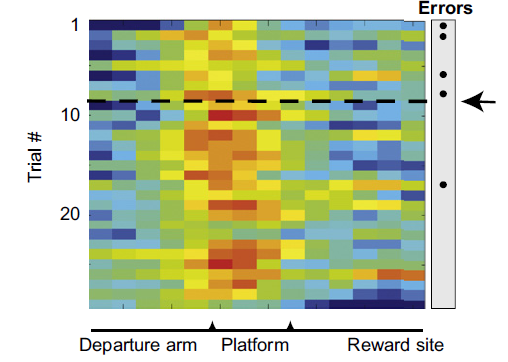 Errors
1
10
20
Trial #
Departure arm Platform Reward site